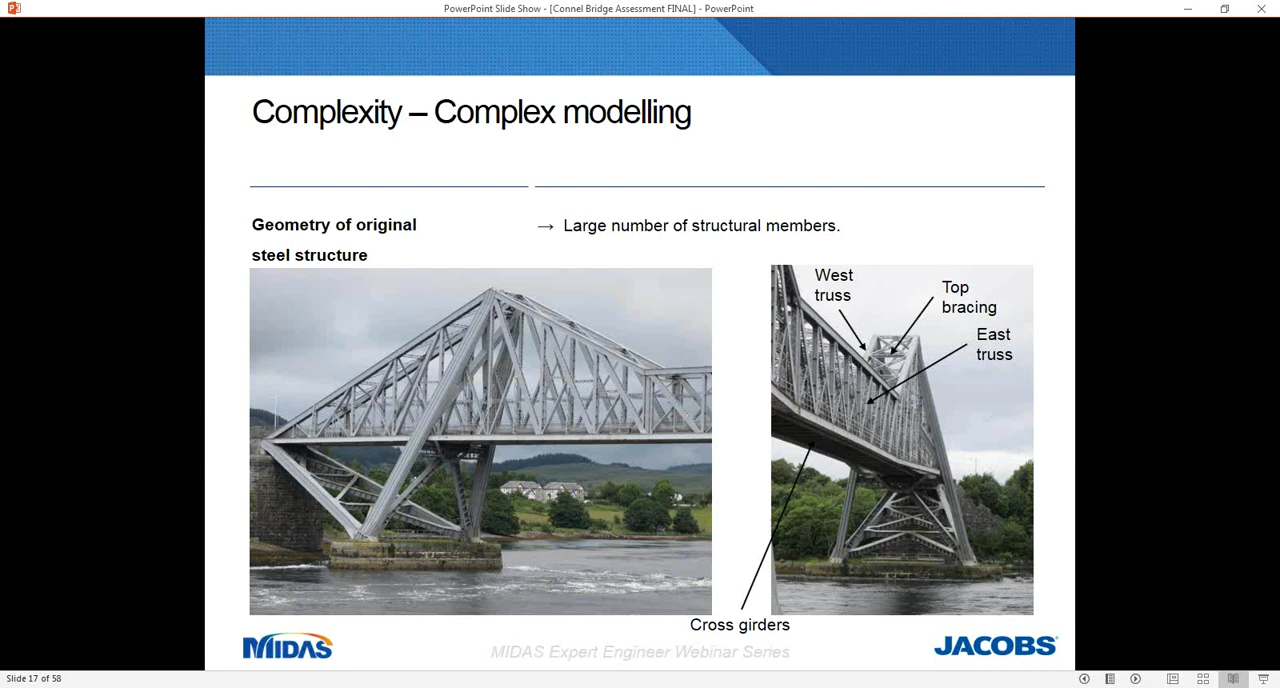 PowerPoint Slide Show - [Connel Bridge Assessment FINAL] - PowerPoint
Complexity – Complex modelling
Geometry of original
steel structure
→ Large number of structural members.
West
truss
Top
bracing
East
truss
Cross girders
MIDAS
MIDAS Expert Engineer Webinar Series
JACOBS
Slide 17 of 58